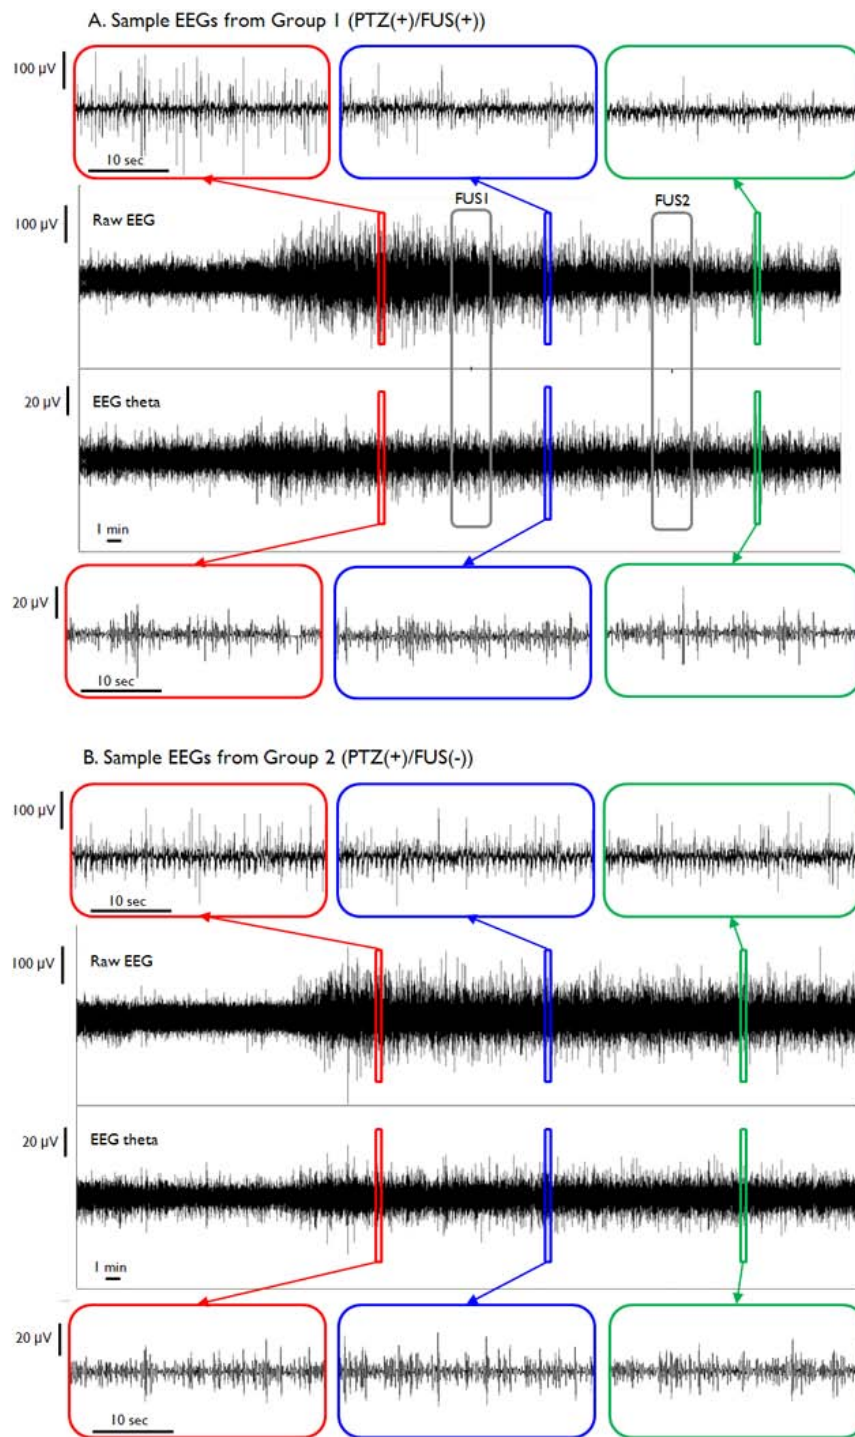 A. Sample EEGs from Group 1 (PTZ(+)/FUS(+))
100 μV
10 sec
FUS1
FUS2
100 μV
Raw EEG
20 μV
EEG theta
1 min
20 μV
10 sec
B. Sample EEGs from Group 2 (PTZ(+)/FUS(-))
100 μV
10 sec
100 μV
Raw EEG
20 μV
EEG theta
1 min
20 μV
10 sec